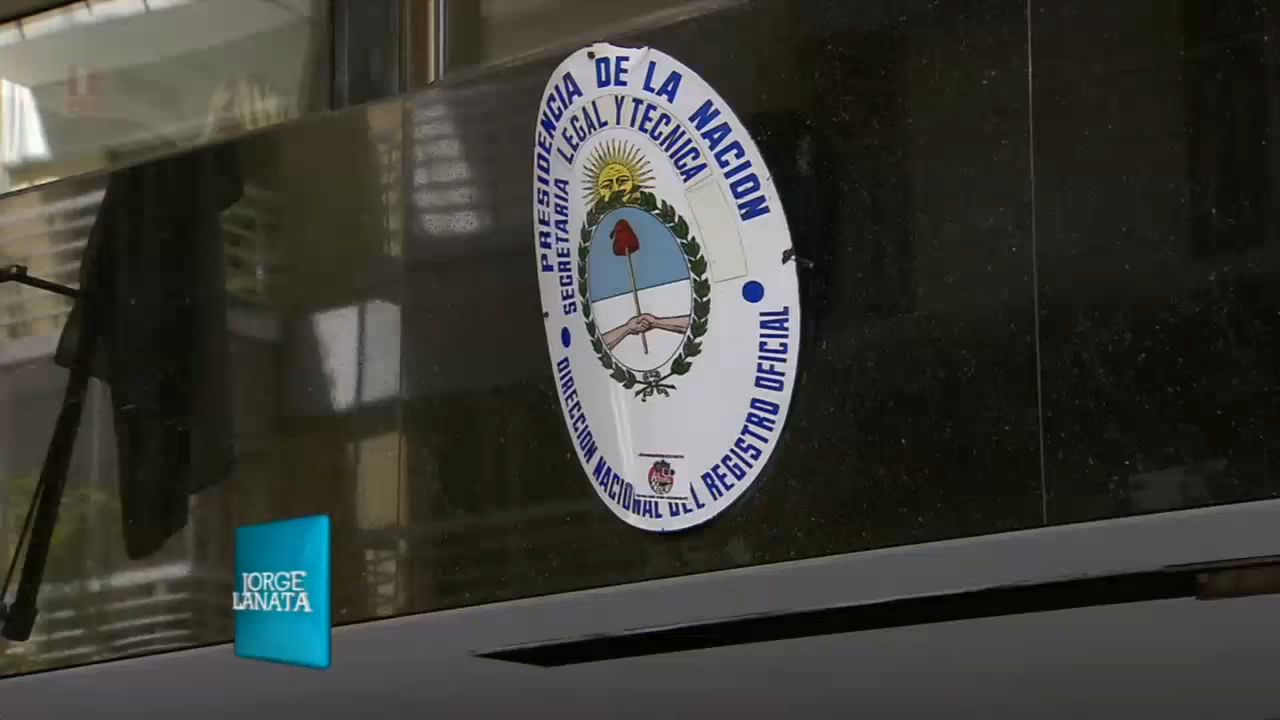 PRESIDENCIA DE LA NACION
SECRETARIA LEGAL Y TECNICA
DIRECCION NACIONAL DEL REGISTRO OFICIAL
JORGE
LANATA